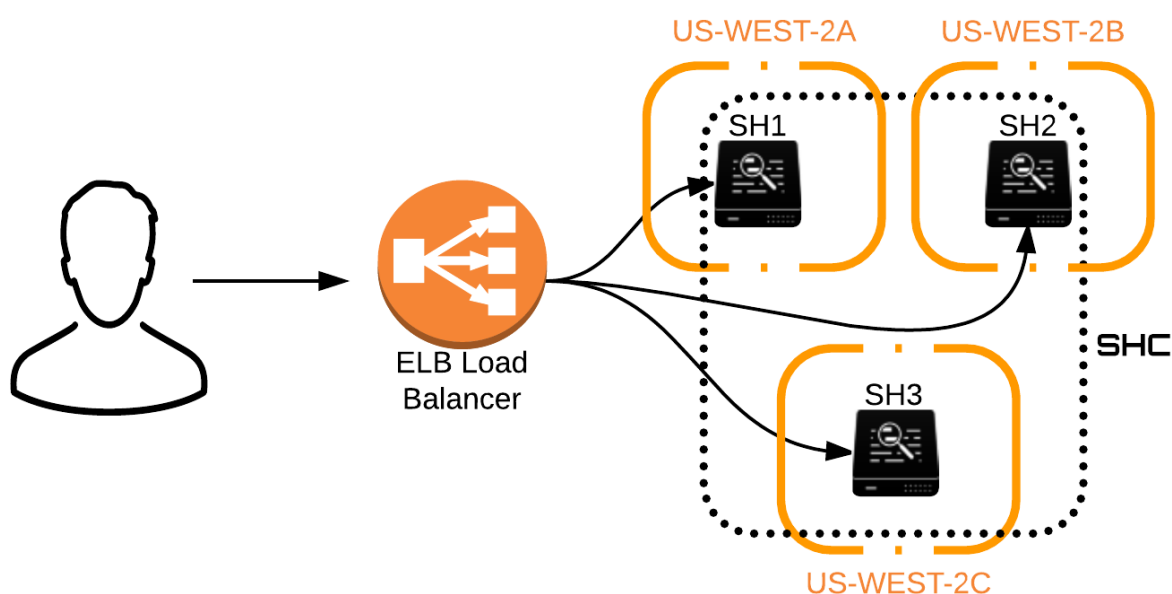 US-WEST-2A
US-WEST-2B
SH1
SH2
ELB Load
Balancer
SHC
SH3
US-WEST-2C